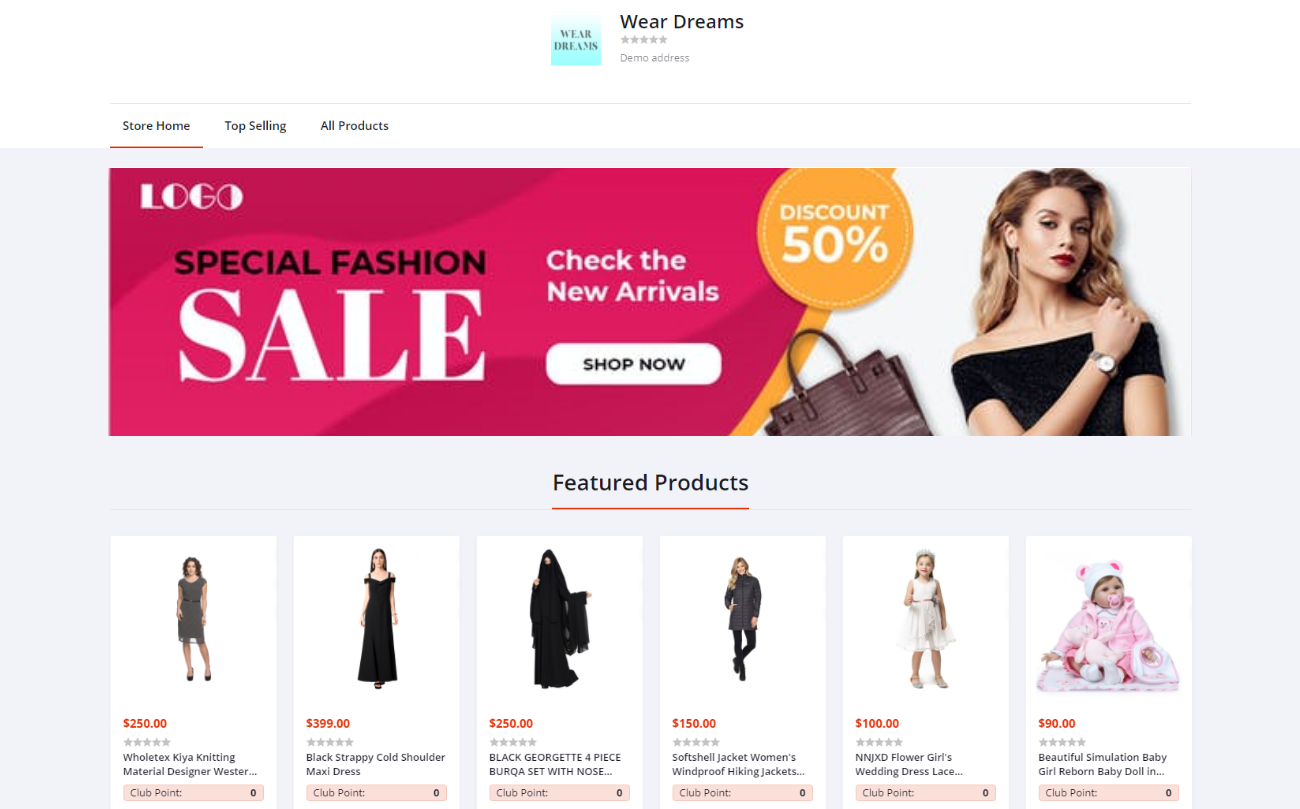 WEAR
DREAMS
Wear Dreams
Demo address
Store Home
Top Selling
All Products
LOGO
SPECIAL FASHION
SALE
Check the
New Arrivals
SHOP NOW
DISCOUNT
50%
Featured Products
$250.00
Wholetex Kiya Knitting
Material Designer Wester...
Club Point: 0
$399.00
Black Strappy Cold Shoulder
Maxi Dress
Club Point: 0
$250.00
BLACK GEORGETTE 4 PIECE
BURQA SET WITH NOSE...
Club Point: 0
$150.00
Softshell Jacket Women's
Windproof Hiking Jackets...
Club Point: 0
$100.00
NNJXD Flower Girl's
Wedding Dress Lace...
Club Point: 0
$90.00
Beautiful Simulation Baby
Girl Reborn Baby Doll in...
Club Point: 0